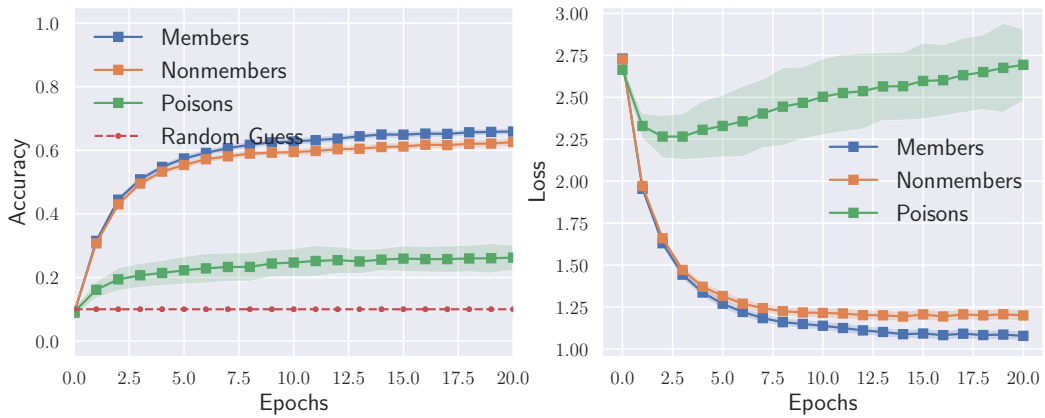 1.0
0.8
0.6
0.4
0.2
0.0
Accuracy
Members
Nonmembers
Poisons
Random Guess
0.0 2.5 5.0 7.5 10.0 12.5 15.0 17.5 20.0
Epochs
3.00
2.75
2.50
2.25
2.00
1.75
1.50
1.25
1.00
Loss
Members
Nonmembers
Poisons
0.0 2.5 5.0 7.5 10.0 12.5 15.0 17.5 20.0
Epochs